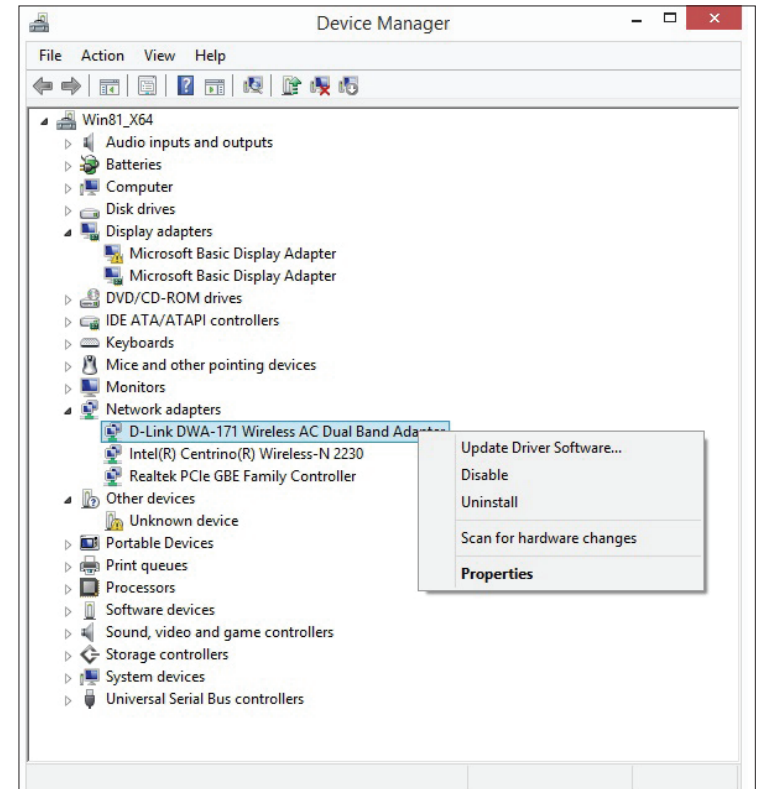 Device Manager
File Action View Help
Win81_X64
Audio inputs and outputs
Batteries
Computer
Disk drives
Display adapters
Microsoft Basic Display Adapter
Microsoft Basic Display Adapter
DVD/CD-ROM drives
IDE ATA/ATAPI controllers
Keyboards
Mice and other pointing devices
Monitors
Network adapters
D-Link DWA-171 Wireless AC Dual Band Adapter
Intel(R) Centrino(R) Wireless-N 2230
Realtek PCIe GBE Family Controller
Other devices
Unknown device
Portable Devices
Print queues
Processors
Software devices
Sound, video and game controllers
Storage controllers
System devices
Universal Serial Bus controllers
Update Driver Software...
Disable
Uninstall
Scan for hardware changes
Properties